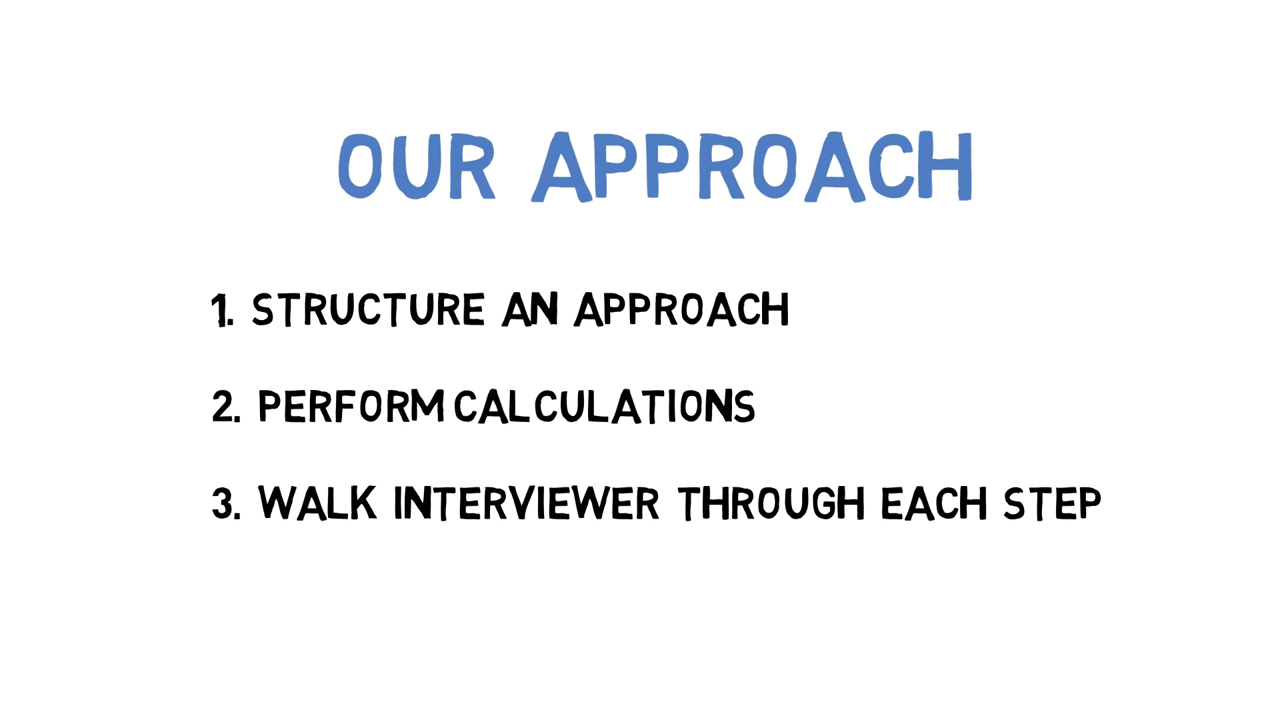 OUR APPROACH
1. STRUCTURE AN APPROACH
2. PERFORM CALCULATIONS
3. WALK INTERVIEWER THROUGH EACH STEP